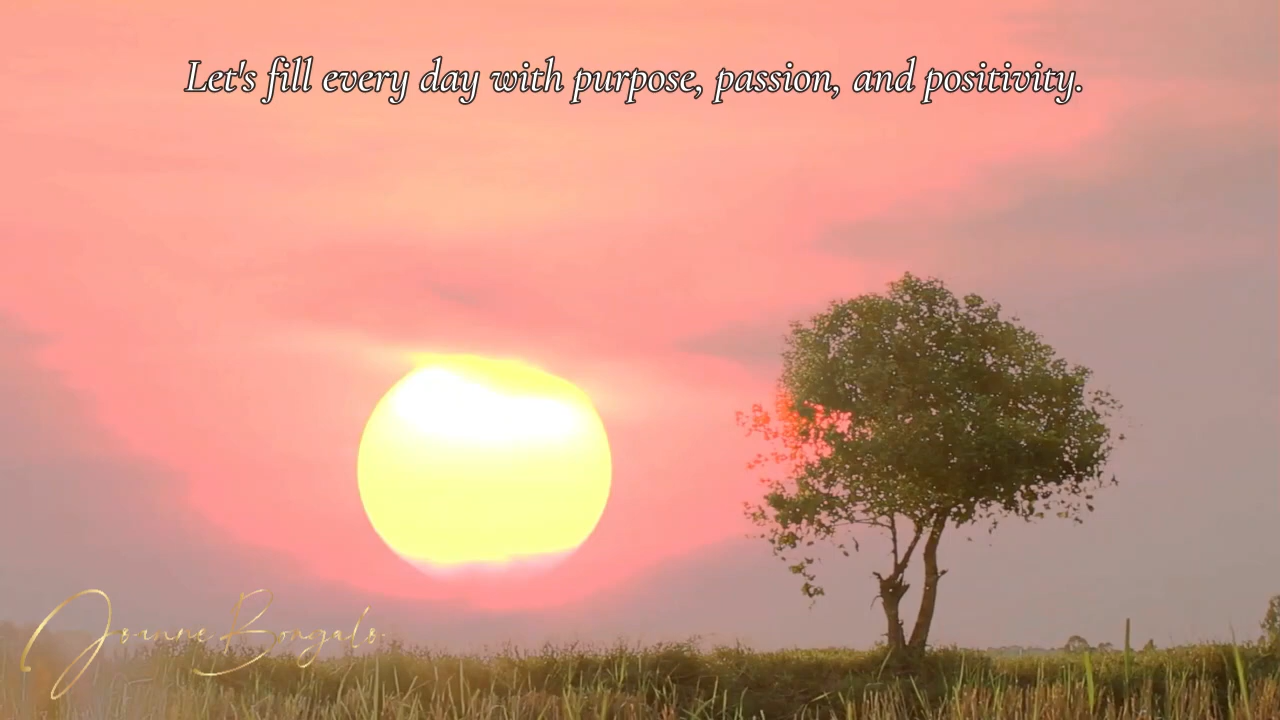 Let's fill every day with purpose, passion, and positivity.